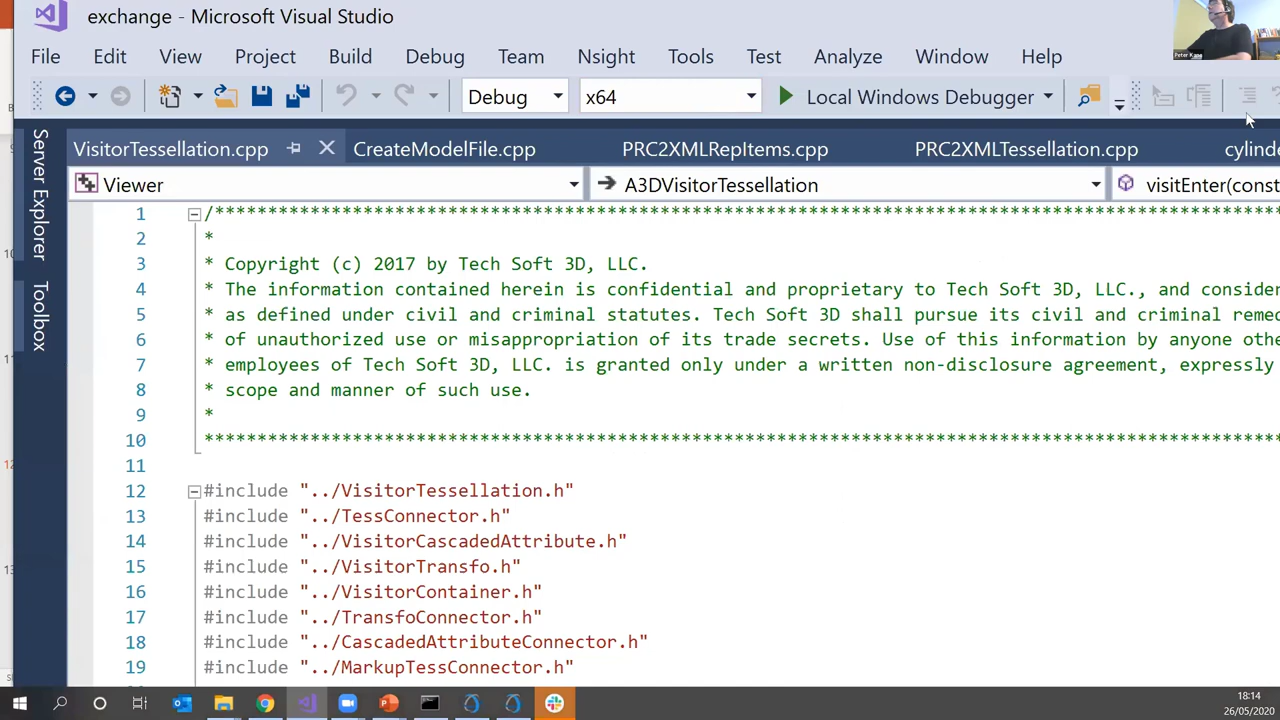 exchange - Microsoft Visual Studio
Peter Kane
File Edit View Project Build Debug Team Nsight Tools Test Analyze Window Help
Debug x64 Local Windows Debugger
VisitorTessellation.cpp CreateModelFile.cpp PRC2XMLRepItems.cpp PRC2XMLTessellation.cpp cylinde
Viewer A3DVisitorTessellation visitEnter(const
Server Explorer
Toolbox
1 /******************************************************************************
2 *
3 * Copyright (c) 2017 by Tech Soft 3D, LLC.
4 * The information contained herein is confidential and proprietary to Tech Soft 3D, LLC., and consider
5 * as defined under civil and criminal statutes. Tech Soft 3D shall pursue its civil and criminal remed
6 * of unauthorized use or misappropriation of its trade secrets. Use of this information by anyone othe
7 * employees of Tech Soft 3D, LLC. is granted only under a written non-disclosure agreement, expressly
8 * scope and manner of such use.
9 *
10 ******************************************************************************
11
12 #include "../VisitorTessellation.h"
13 #include "../TessConnector.h"
14 #include "../VisitorCascadedAttribute.h"
15 #include "../VisitorTransfo.h"
16 #include "../VisitorContainer.h"
17 #include "../TransfoConnector.h"
18 #include "../CascadedAttributeConnector.h"
19 #include "../MarkupTessConnector.h"
18:14
26/05/2020